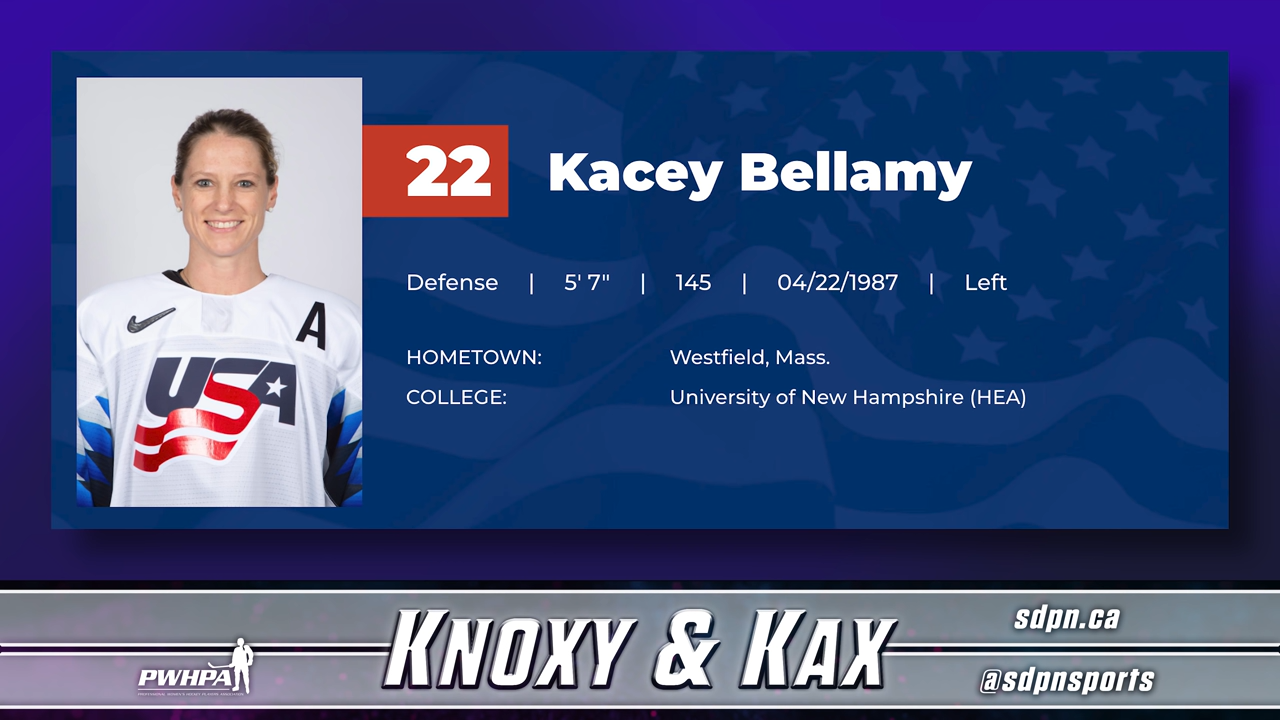 22 Kacey Bellamy
Defense | 5' 7" | 145 | 04/22/1987 | Left
HOMETOWN: Westfield, Mass.
COLLEGE: University of New Hampshire (HEA)
A
USA
KNOXY & KAX
sdpn.ca
@sdpnsports
PWHPA